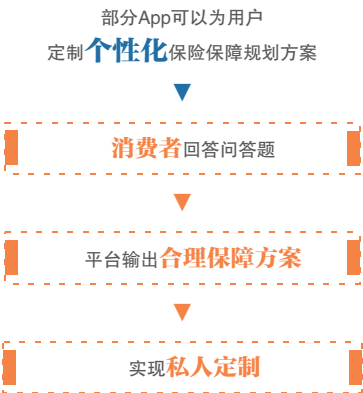 部分App可以为用户
定制个性化保险保障规划方案
消费者回答问答题
平台输出合理保障方案
实现私人定制